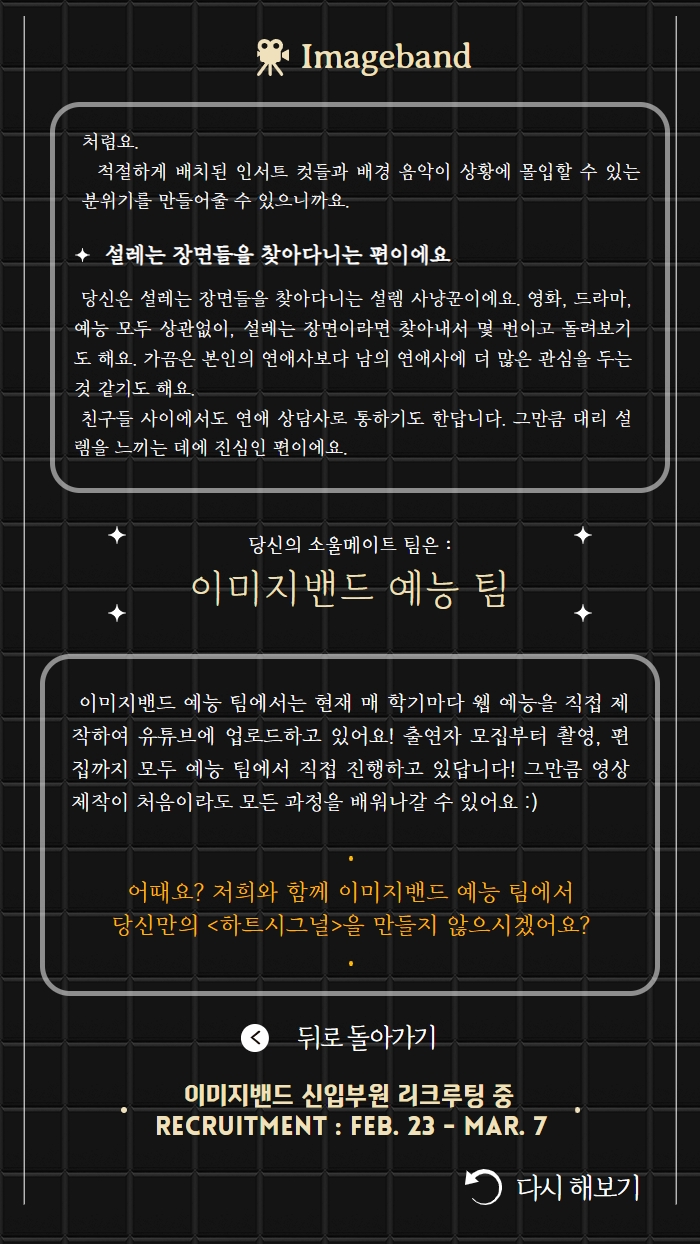 Imageband
처럼요.
적절하게 배치된 인서트 컷들과 배경 음악이 상황에 몰입할 수 있는
분위기를 만들어줄 수 있으니까요.
설레는 장면들을 찾아다니는 편이에요
당신은 설레는 장면들을 찾아다니는 설렘 사냥꾼이에요. 영화, 드라마,
예능 모두 상관없이, 설레는 장면이라면 찾아내서 몇 번이고 돌려보기
도 해요. 가끔은 본인의 연애사보다 남의 연애사에 더 많은 관심을 두는
것 같기도 해요.
친구들 사이에서도 연애 상담사로 통하기도 한답니다. 그만큼 대리 설
렘을 느끼는 데에 진심인 편이에요.
당신의 소울메이트 팀은 :
이미지밴드 예능 팀
이미지밴드 예능 팀에서는 현재 매 학기마다 웹 예능을 직접 제
작하여 유튜브에 업로드하고 있어요! 출연자 모집부터 촬영, 편
집까지 모두 예능 팀에서 직접 진행하고 있답니다! 그만큼 영상
제작이 처음이라도 모든 과정을 배워나갈 수 있어요 :)
어때요? 저희와 함께 이미지밴드 예능 팀에서
당신만의 <하트시그널>을 만들지 않으시겠어요?
뒤로 돌아가기
이미지밴드 신입부원 리크루팅 중
RECRUITMENT : FEB. 23 - MAR. 7
다시 해보기